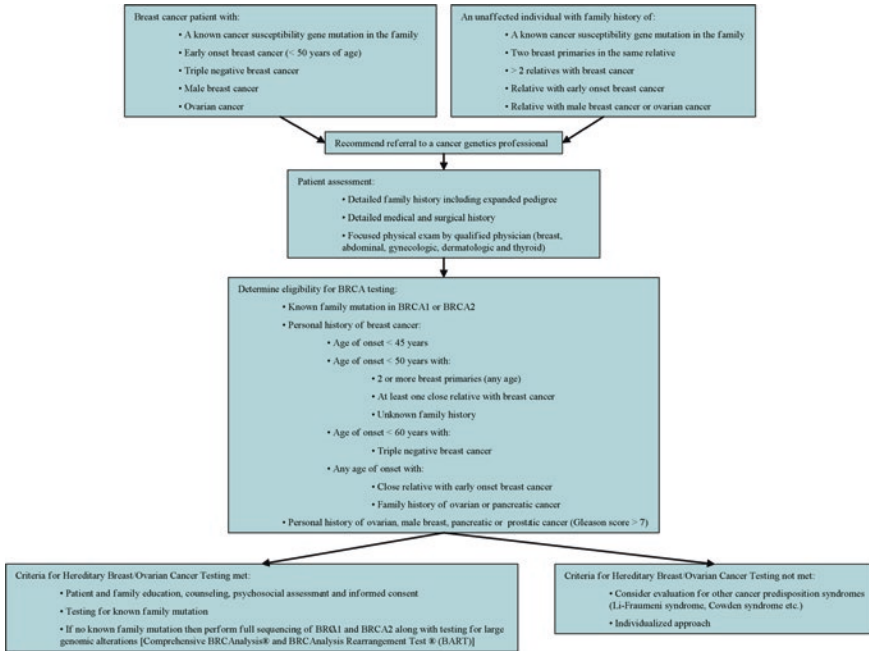 Breast cancer patient with:
• A known cancer susceptibility gene mutation in the family
• Early onset breast cancer (< 50 years of age)
• Triple negative breast cancer
• Male breast cancer
• Ovarian cancer
An unaffected individual with family history of:
• A known cancer susceptibility gene mutation in the family
• Two breast primaries in the same relative
• > 2 relatives with breast cancer
• Relative with early onset breast cancer
• Relative with male breast cancer or ovarian cancer
Recommend referral to a cancer genetics professional
Patient assessment:
• Detailed family history including expanded pedigree
• Detailed medical and surgical history
• Focused physical exam by qualified physician (breast,
abdominal, gynecologic, dermatologic and thyroid)
Determine eligibility for BRCA testing:
• Known family mutation in BRCA1 or BRCA2
• Personal history of breast cancer:
• Age of onset < 45 years
• Age of onset < 50 years with:
• 2 or more breast primaries (any age)
• At least one close relative with breast cancer
• Unknown family history
• Age of onset < 60 years with:
• Triple negative breast cancer
• Any age of onset with:
• Close relative with early onset breast cancer
• Family history of ovarian or pancreatic cancer
• Personal history of ovarian, male breast, pancreatic or prostatic cancer (Gleason score > 7)
Criteria for Hereditary Breast/Ovarian Cancer Testing met:
• Patient and family education, counseling, psychosocial assessment and informed consent
• Testing for known family mutation
• If no known family mutation then perform full sequencing of BRCA1 and BRCA2 along with testing for large
genomic alterations [Comprehensive BRCAnalysis® and BRCAnalysis Rearrangement Test ® (BART)]
Criteria for Hereditary Breast/Ovarian Cancer Testing not met:
• Consider evaluation for other cancer predisposition syndromes
(Li-Fraumeni syndrome, Cowden syndrome etc.)
• Individualized approach